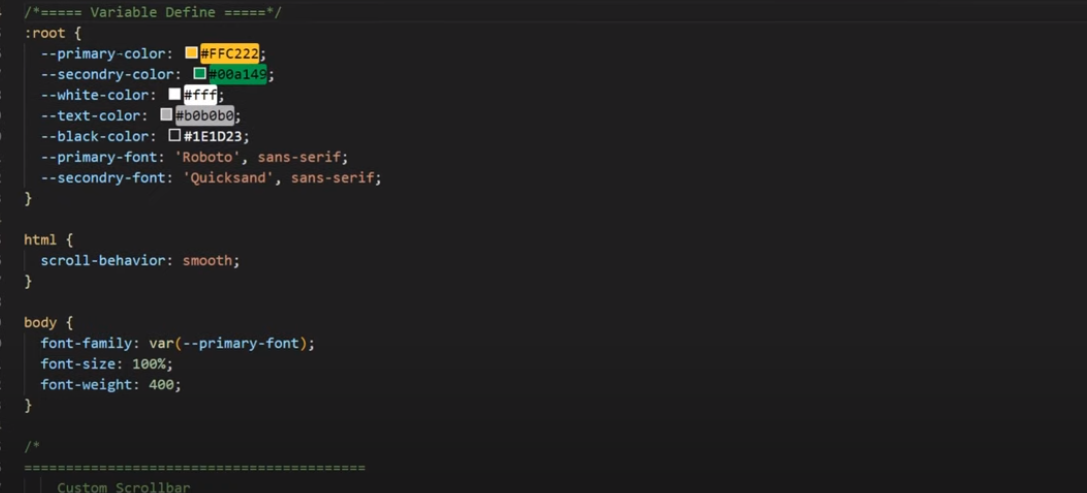 /*===== Variable Define =====*/
:root {
--primary-color: #FFC222;
--secondry-color: #00a149;
--white-color: #fff;
--text-color: #b0b0b0;
--black-color: #1E1D23;
--primary-font: 'Roboto', sans-serif;
--secondry-font: 'Quicksand', sans-serif;
}
html {
scroll-behavior: smooth;
}
body {
font-family: var(--primary-font);
font-size: 100%;
font-weight: 400;
}
/*
=========================================
Custom Scrollbar